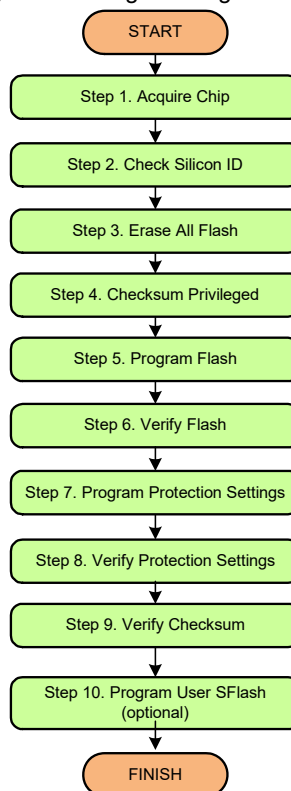 START
Step 1. Acquire Chip
Step 2. Check Silicon ID
Step 3. Erase All Flash
Step 4. Checksum Privileged
Step 5. Program Flash
Step 6. Verify Flash
Step 7. Program Protection Settings
Step 8. Verify Protection Settings
Step 9. Verify Checksum
Step 10. Program User SFlash
(optional)
FINISH